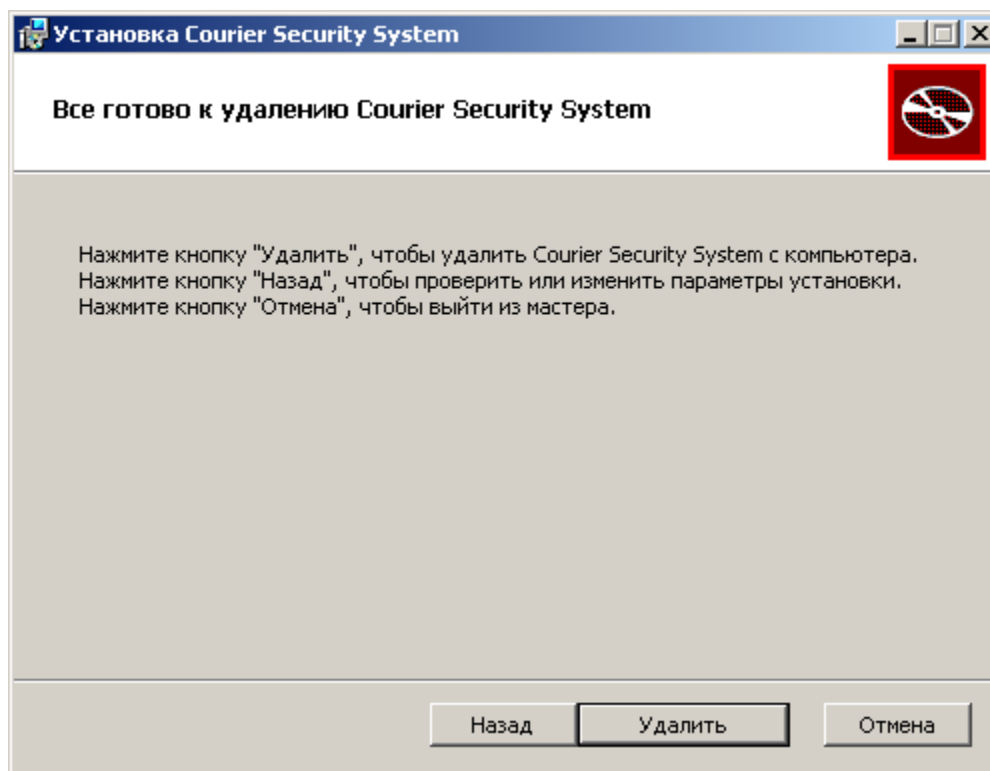 Установка Courier Security System
Все готово к удалению Courier Security System
Нажмите кнопку "Удалить", чтобы удалить Courier Security System с компьютера.
Нажмите кнопку "Назад", чтобы проверить или изменить параметры установки.
Нажмите кнопку "Отмена", чтобы выйти из мастера.
Назад Удалить Отмена